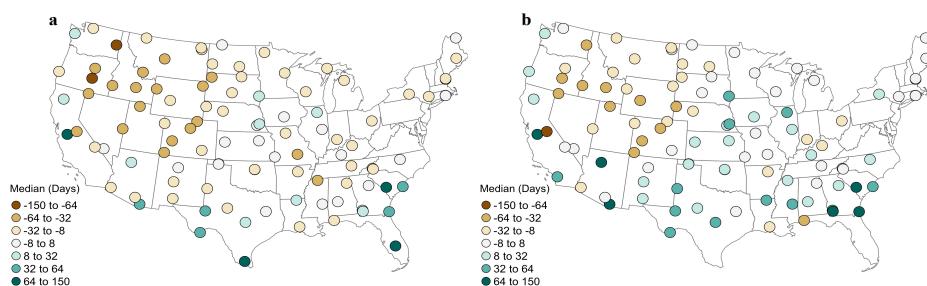 a
b
Median (Days)
-150 to -64
-64 to -32
-32 to -8
-8 to 8
8 to 32
32 to 64
64 to 150
Median (Days)
-150 to -64
-64 to -32
-32 to -8
-8 to 8
8 to 32
32 to 64
64 to 150